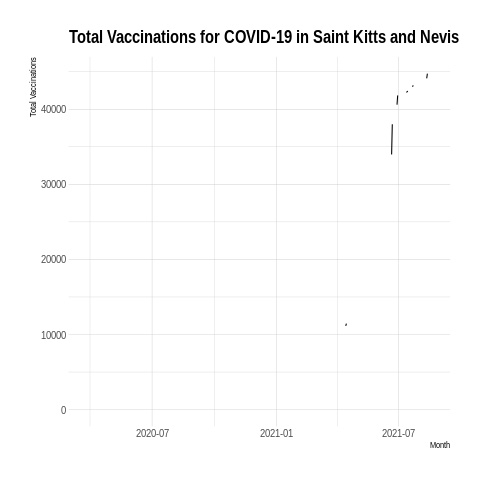 Total Vaccinations for COVID-19 in Saint Kitts and Nevis
Total Vaccinations
40000
30000
20000
10000
0
2020-07 2021-01 2021-07
Month